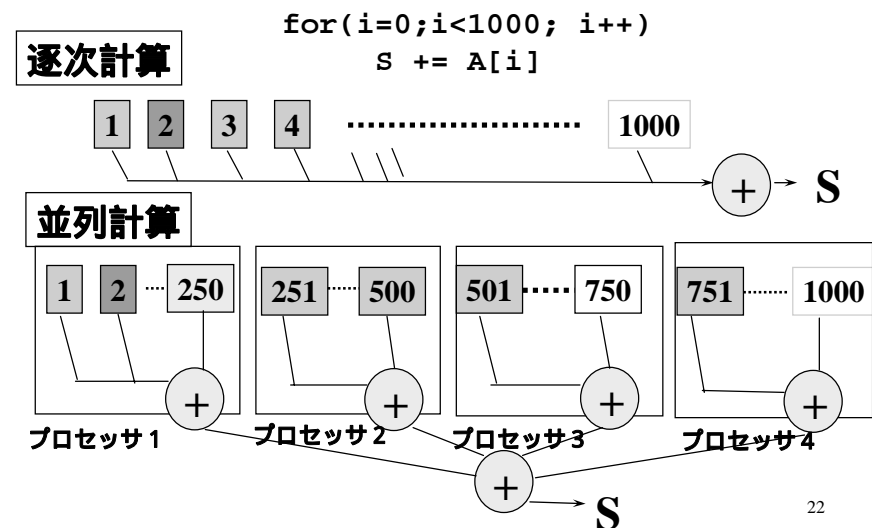 for(i=0;i<1000; i++)
S += A[i]
逐次計算
1 2 3 4 1000
+ S
並列計算
1 2 250 251 500 501 750 751 1000
+ + + +
プロセッサ1 プロセッサ2 プロセッサ3 プロセッサ4
+ S
22